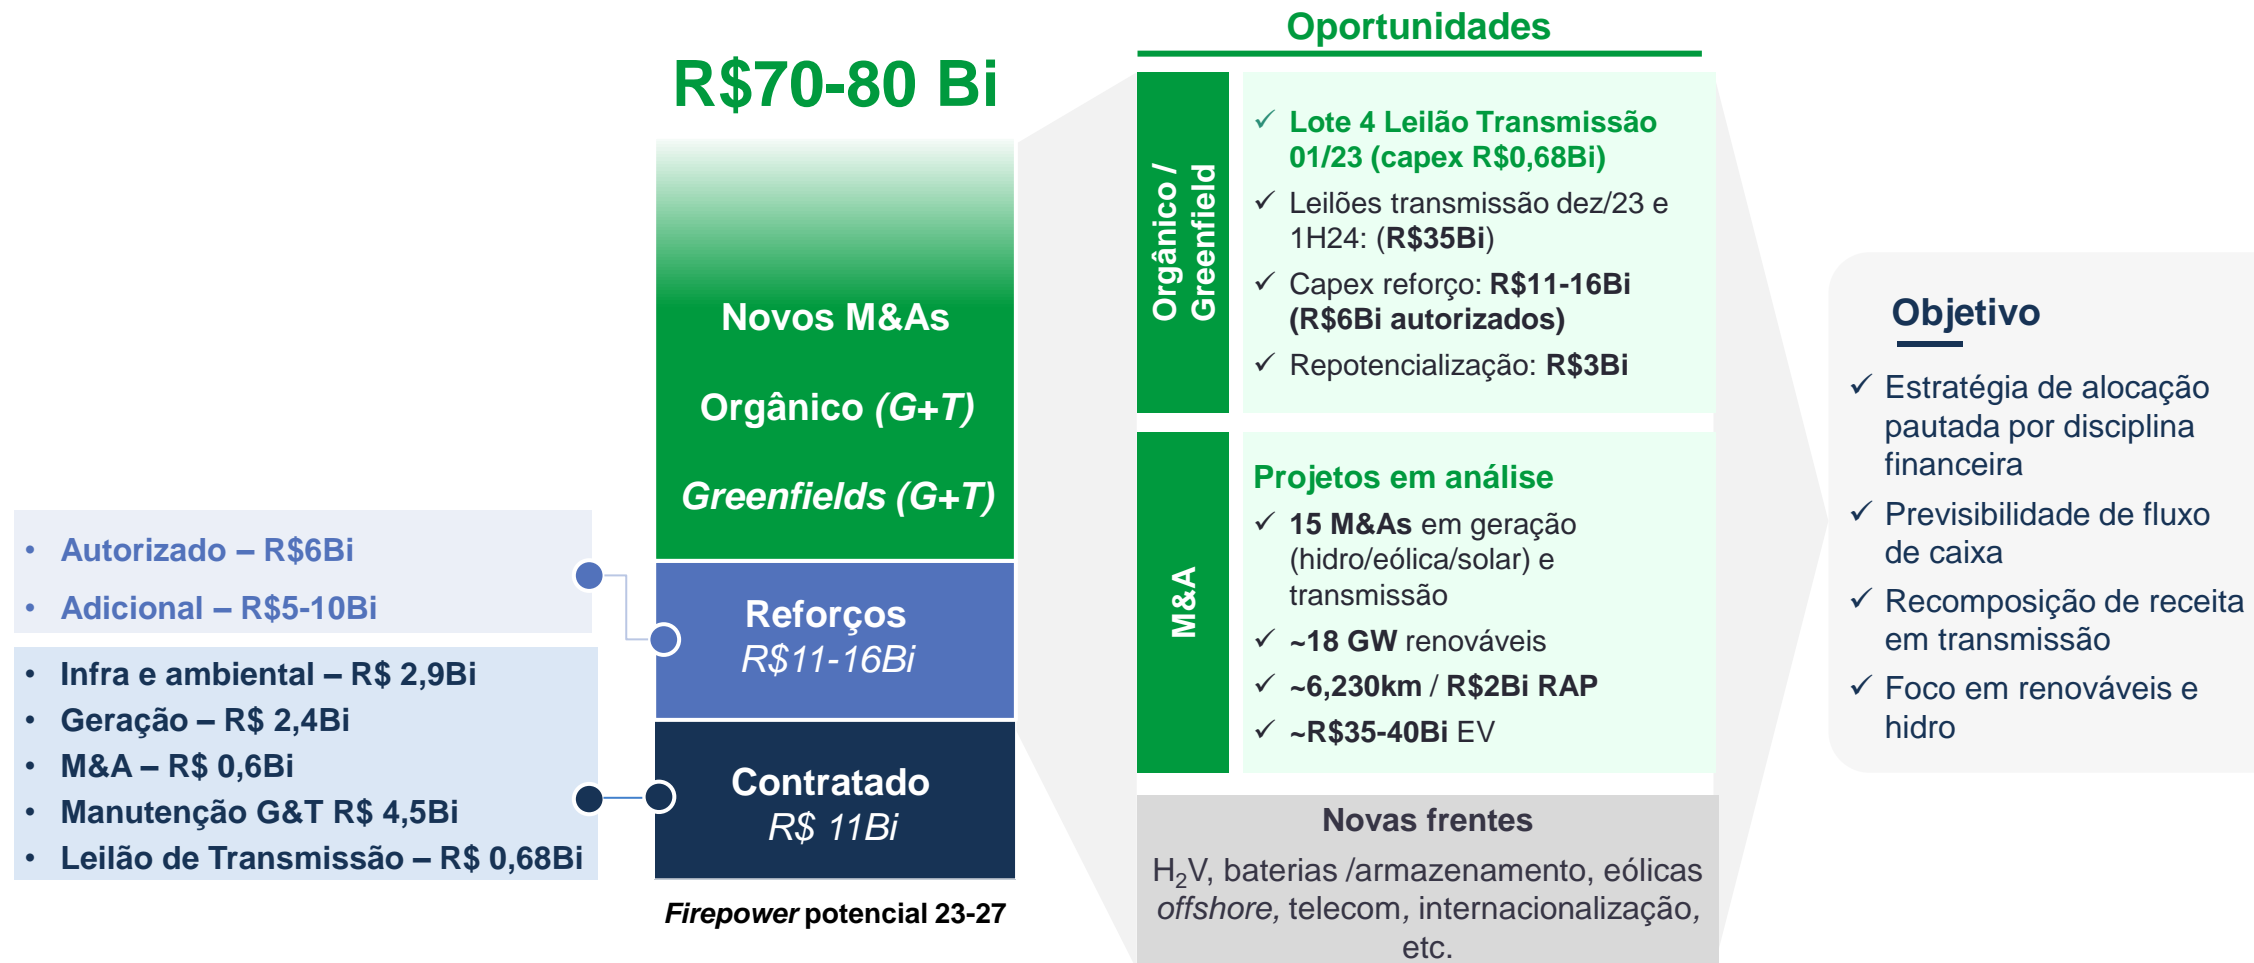 R$70-80 Bi
Novos M&As
Orgânico (G+T)
Greenfields (G+T)
Reforços
R$11-16Bi
Contratado
R$ 11Bi
Firepower potencial 23-27
• Autorizado – R$6Bi
• Adicional – R$5-10Bi
• Infra e ambiental – R$ 2,9Bi
• Geração – R$ 2,4Bi
• M&A – R$ 0,6Bi
• Manutenção G&T R$ 4,5Bi
• Leilão de Transmissão – R$ 0,68Bi
Oportunidades
Orgânico /
Greenfield
✓ Lote 4 Leilão Transmissão
01/23 (capex R$0,68Bi)
✓ Leilões transmissão dez/23 e
1H24: (R$35Bi)
✓ Capex reforço: R$11-16Bi
(R$6Bi autorizados)
✓ Repotencialização: R$3Bi
M&A
Projetos em análise
✓ 15 M&As em geração
(hidro/eólica/solar) e
transmissão
✓ ~18 GW renováveis
✓ ~6,230km / R$2Bi RAP
✓ ~R$35-40Bi EV
Novas frentes
H₂V, baterias /armazenamento, eólicas
offshore, telecom, internacionalização,
etc.
Objetivo
✓ Estratégia de alocação
pautada por disciplina
financeira
✓ Previsibilidade de fluxo
de caixa
✓ Recomposição de receita
em transmissão
✓ Foco em renováveis e
hidro